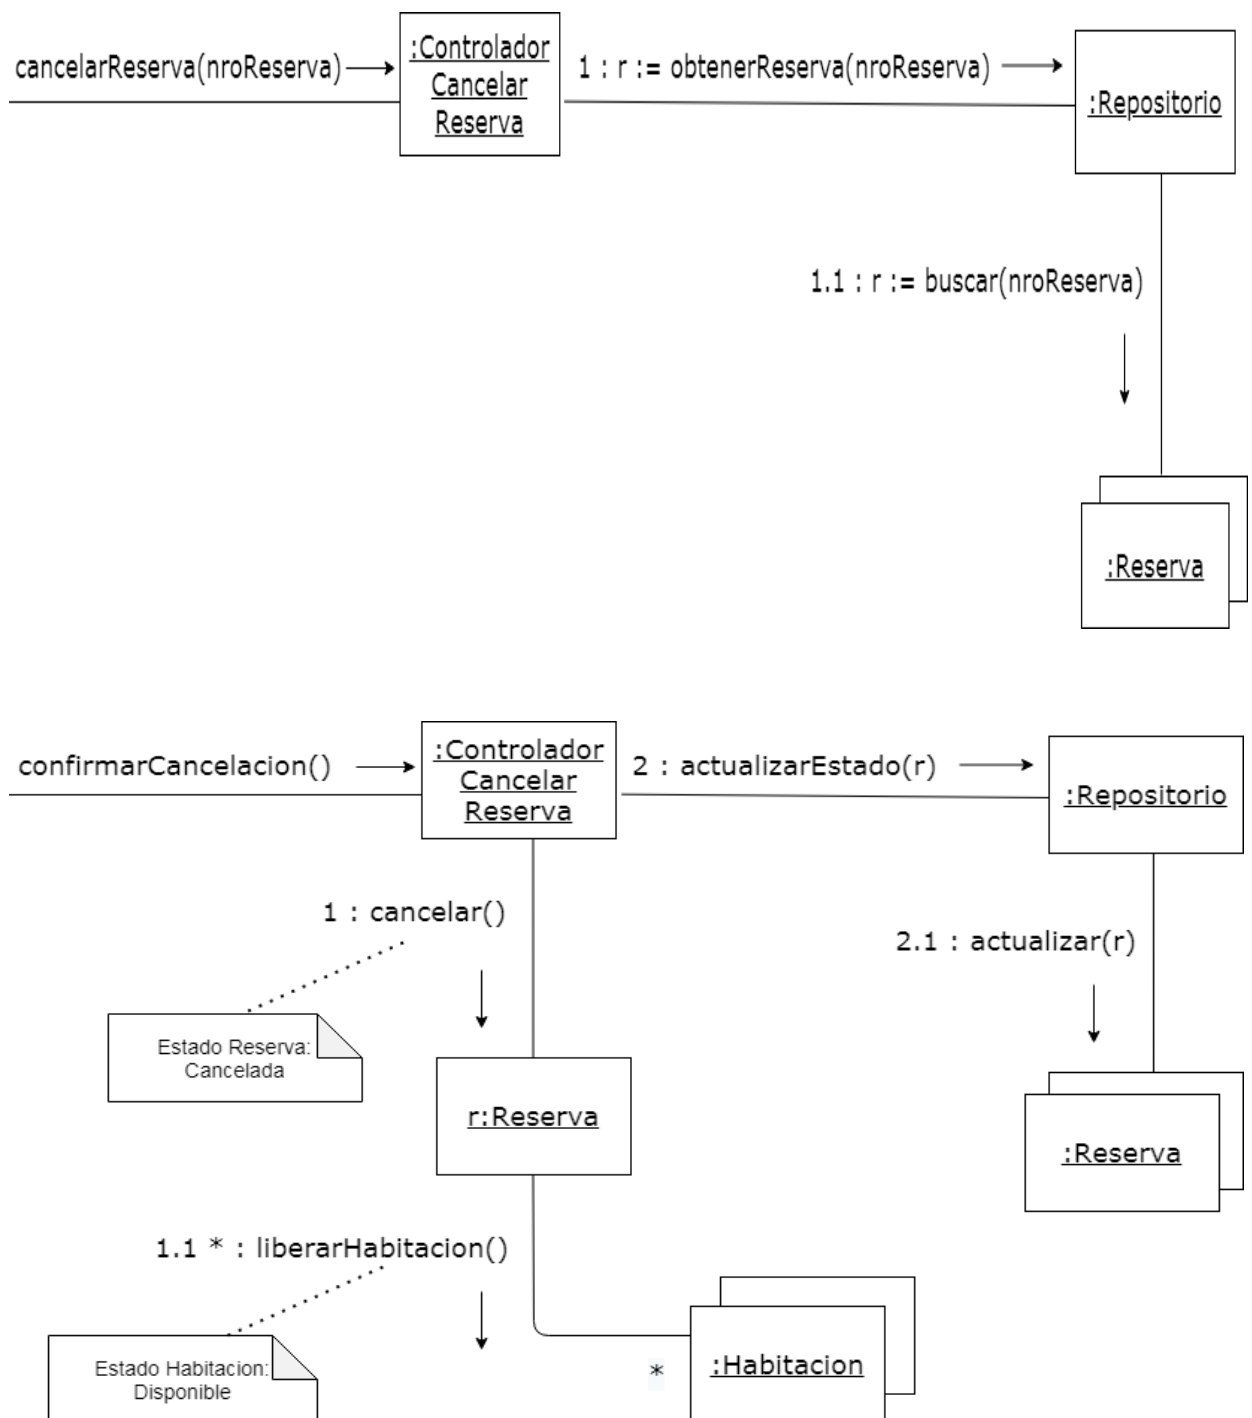 cancelarReserva(nroReserva)
:Controlador
Cancelar
Reserva
1 : r := obtenerReserva(nroReserva)
:Repositorio
1.1 : r := buscar(nroReserva)
:Reserva
confirmarCancelacion()
:Controlador
Cancelar
Reserva
2 : actualizarEstado(r)
:Repositorio
1 : cancelar()
2.1 : actualizar(r)
Estado Reserva:
Cancelada
r:Reserva
:Reserva
1.1 * : liberarHabitacion()
Estado Habitacion:
Disponible
*
:Habitacion